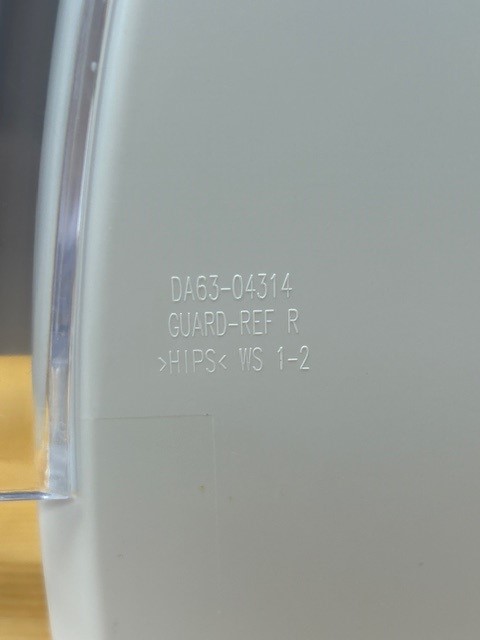 DA63-04314
GUARD-REF R
>HIPS< WS 1-2